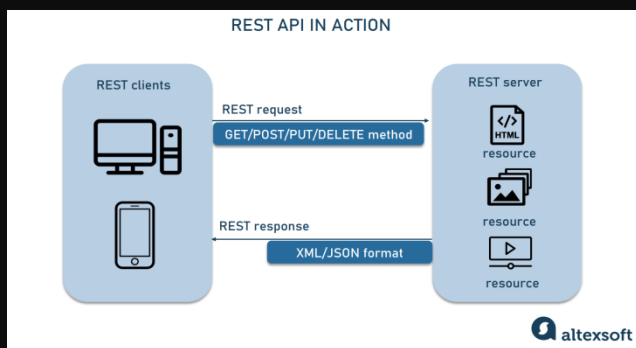 REST API IN ACTION
REST clients
REST request
GET/POST/PUT/DELETE method
REST response
XML/JSON format
REST server
</>
HTML
resource
resource
resource
altexsoft